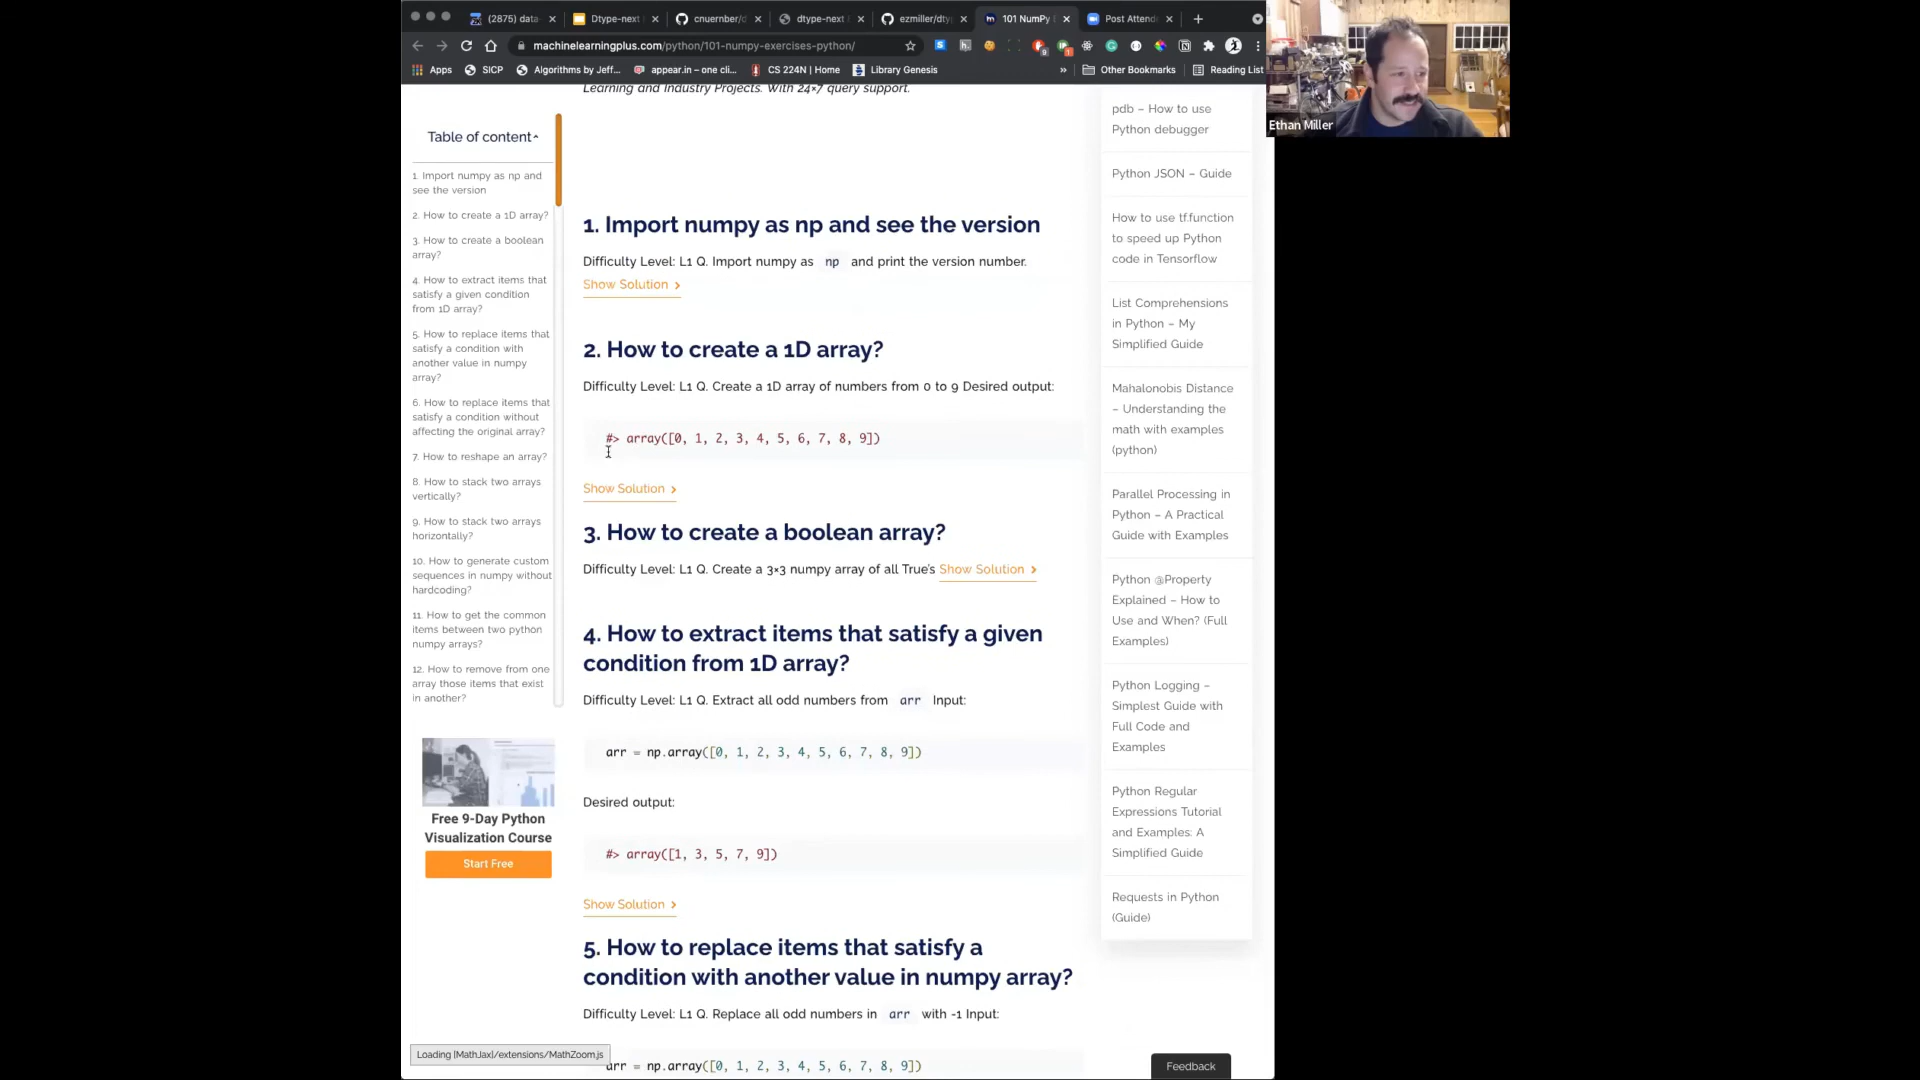 (2875) data-
Dtype-next
cnuernber/d
dtype-next
ezmiller/dty
101 NumPy
Post Attend
machinelearningplus.com/python/101-numpy-exercises-python/
Apps
SICP
Algorithms by Jeff...
appear.in – one cli...
CS 224N | Home
Library Genesis
»
Other Bookmarks
Reading List
Ethan Miller
Learning and Industry Projects. With 24×7 query support.
Table of content
1. Import numpy as np and
see the version
2. How to create a 1D array?
3. How to create a boolean
array?
4. How to extract items that
satisfy a given condition
from 1D array?
5. How to replace items that
satisfy a condition with
another value in numpy
array?
6. How to replace items that
satisfy a condition without
affecting the original array?
7. How to reshape an array?
8. How to stack two arrays
vertically?
9. How to stack two arrays
horizontally?
10. How to generate custom
sequences in numpy without
hardcoding?
11. How to get the common
items between two python
numpy arrays?
12. How to remove from one
array those items that exist
in another?
Free 9-Day Python
Visualization Course
Start Free
Loading [MathJax]/extensions/MathZoom.js
1. Import numpy as np and see the version
Difficulty Level: L1 Q. Import numpy as np and print the version number.
Show Solution
2. How to create a 1D array?
Difficulty Level: L1 Q. Create a 1D array of numbers from 0 to 9 Desired output:
#> array([0, 1, 2, 3, 4, 5, 6, 7, 8, 9])
Show Solution
3. How to create a boolean array?
Difficulty Level: L1 Q. Create a 3×3 numpy array of all True's Show Solution
4. How to extract items that satisfy a given
condition from 1D array?
Difficulty Level: L1 Q. Extract all odd numbers from arr Input:
arr = np.array([0, 1, 2, 3, 4, 5, 6, 7, 8, 9])
Desired output:
#> array([1, 3, 5, 7, 9])
Show Solution
5. How to replace items that satisfy a
condition with another value in numpy array?
Difficulty Level: L1 Q. Replace all odd numbers in arr with -1 Input:
arr = np.array([0, 1, 2, 3, 4, 5, 6, 7, 8, 9])
pdb – How to use
Python debugger
Python JSON – Guide
How to use tf.function
to speed up Python
code in Tensorflow
List Comprehensions
in Python – My
Simplified Guide
Mahalonobis Distance
– Understanding the
math with examples
(python)
Parallel Processing in
Python – A Practical
Guide with Examples
Python @Property
Explained – How to
Use and When? (Full
Examples)
Python Logging –
Simplest Guide with
Full Code and
Examples
Python Regular
Expressions Tutorial
and Examples: A
Simplified Guide
Requests in Python
(Guide)
Feedback